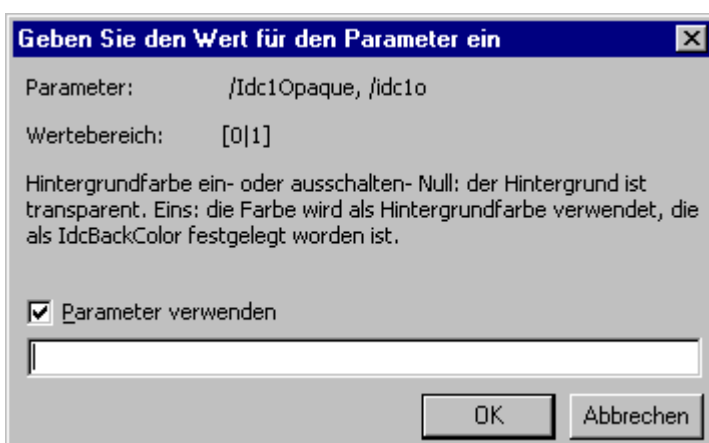 Geben Sie den Wert für den Parameter ein
Parameter: /Idc1Opaque, /idc1o
Wertebereich: [0|1]
Hintergrundfarbe ein- oder ausschalten- Null: der Hintergrund ist
transparent. Eins: die Farbe wird als Hintergrundfarbe verwendet, die
als IdcBackColor festgelegt worden ist.
Parameter verwenden
OK Abbrechen